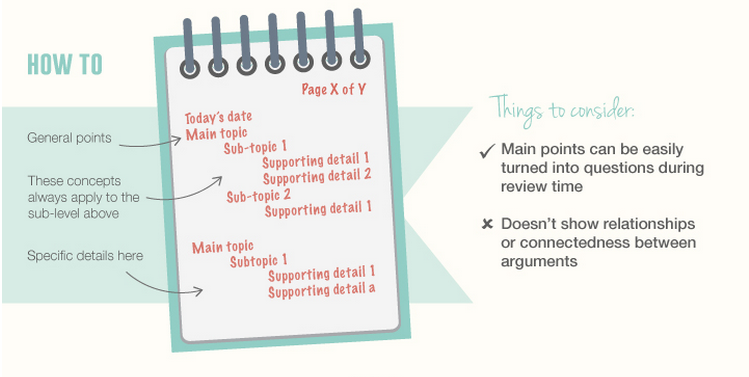 HOW TO
General points
These concepts
always apply to the
sub-level above
Specific details here
Page X of Y
Today's date
Main topic
Sub-topic 1
Supporting detail 1
Supporting detail 2
Sub-topic 2
Supporting detail 1
Main topic
Subtopic 1
Supporting detail 1
Supporting detail a
Things to consider:
✓ Main points can be easily
turned into questions during
review time
✗ Doesn't show relationships
or connectedness between
arguments